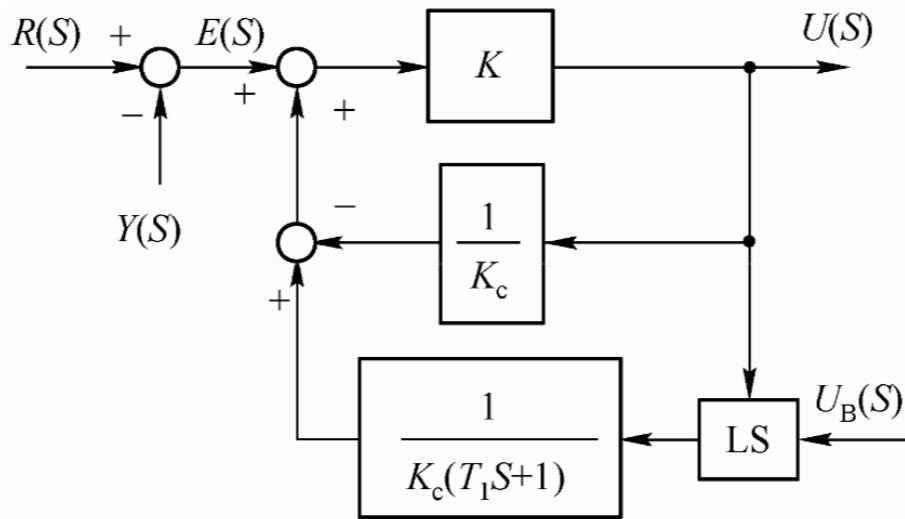 R(S) + E(S) U(S)
K
− + +
Y(S) −
1
K_c
+
1
K_c(T_1S+1)
LS
U_B(S)